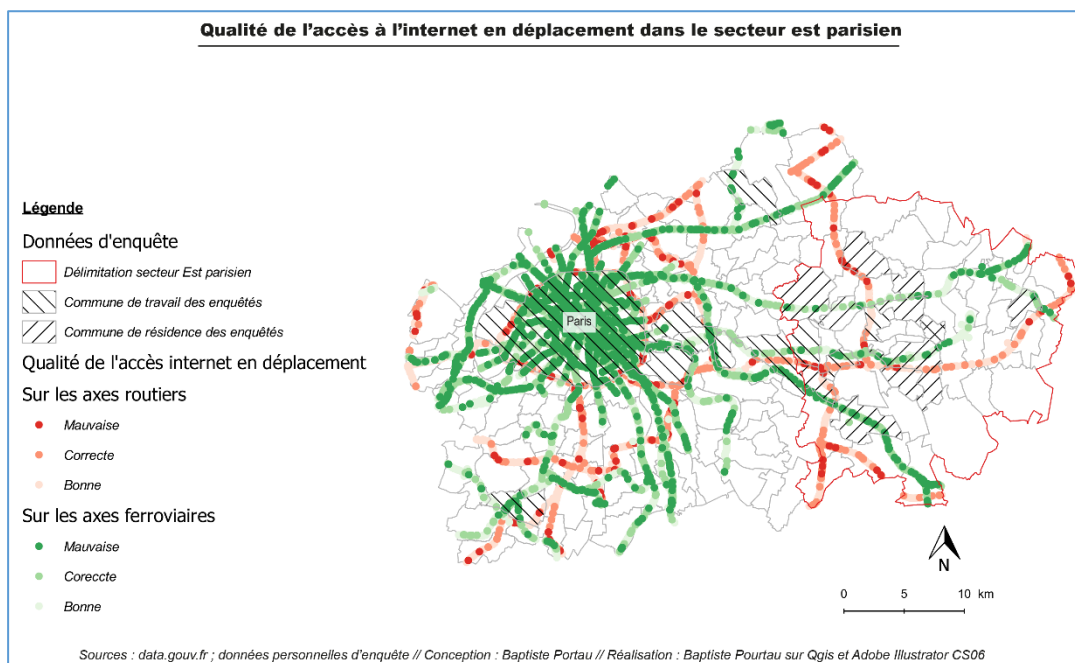 Qualité de l'accès à l'internet en déplacement dans le secteur est parisien
Légende
Données d'enquête
Délimitation secteur Est parisien
Commune de travail des enquêtés
Commune de résidence des enquêtés
Qualité de l'accès internet en déplacement
Sur les axes routiers
Mauvaise
Correcte
Bonne
Sur les axes ferroviaires
Mauvaise
Coreccte
Bonne
Paris
N
0 5 10 km
Sources : data.gouv.fr ; données personnelles d'enquête // Conception : Baptiste Portau // Réalisation : Baptiste Pourtau sur Qgis et Adobe Illustrator CS06